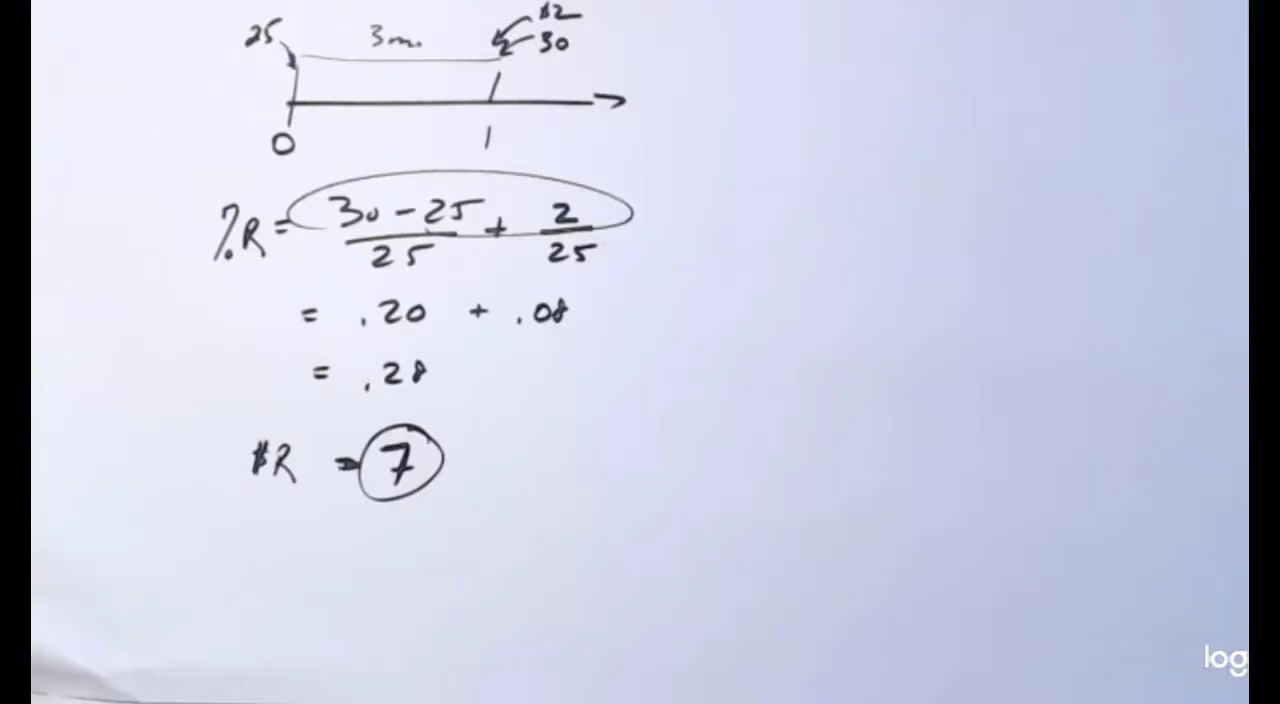 $2
25 3m. 30
0 1
%R = 30 - 25 / 25 + 2 / 25
= .20 + .08
= .28
$R = 7
log